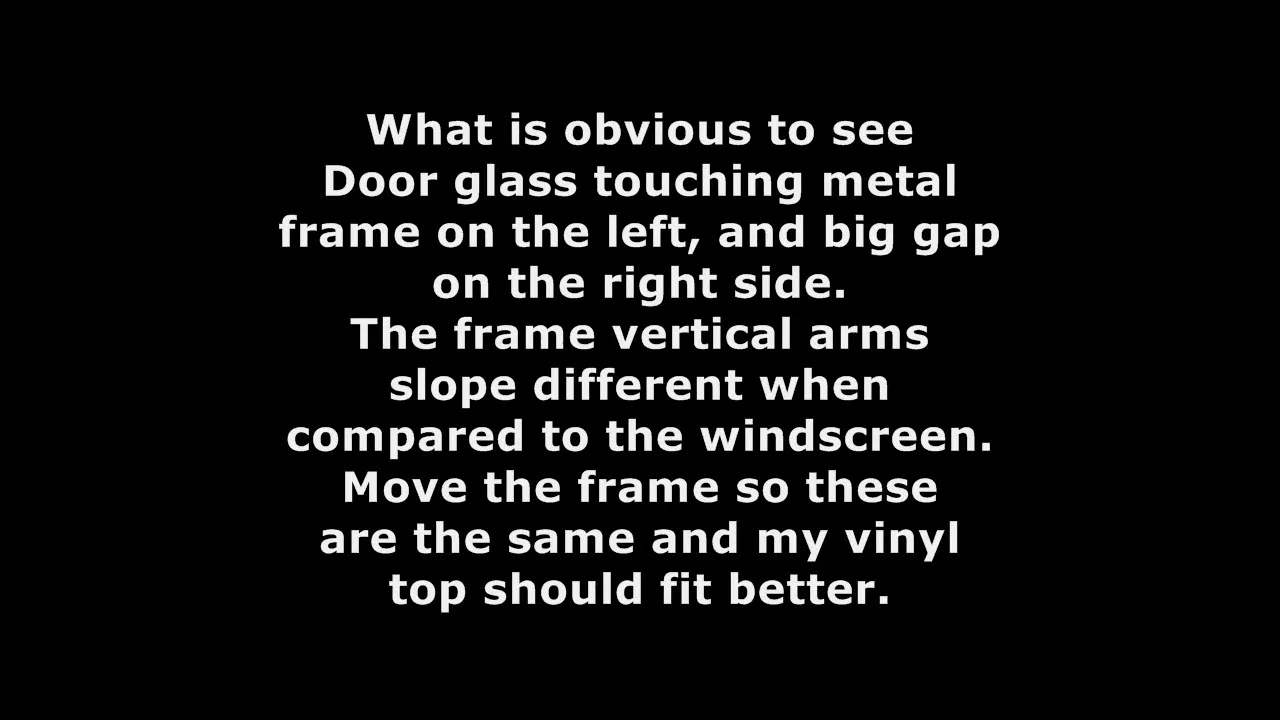 What is obvious to see
Door glass touching metal
frame on the left, and big gap
on the right side.
The frame vertical arms
slope different when
compared to the windscreen.
Move the frame so these
are the same and my vinyl
top should fit better.